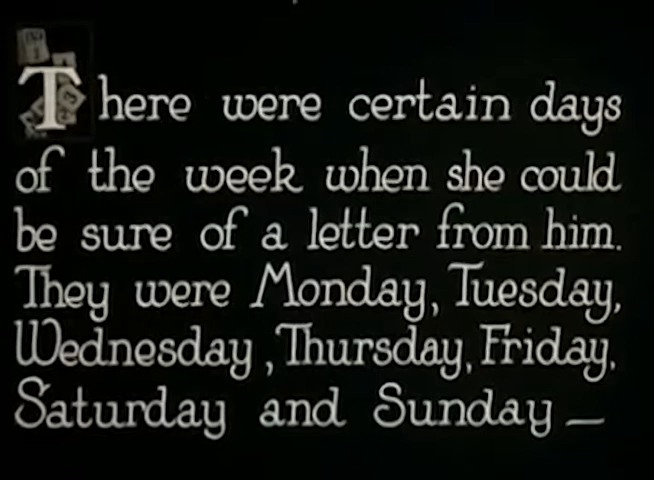 There were certain days
of the week when she could
be sure of a letter from him.
They were Monday, Tuesday,
Wednesday, Thursday, Friday,
Saturday and Sunday —